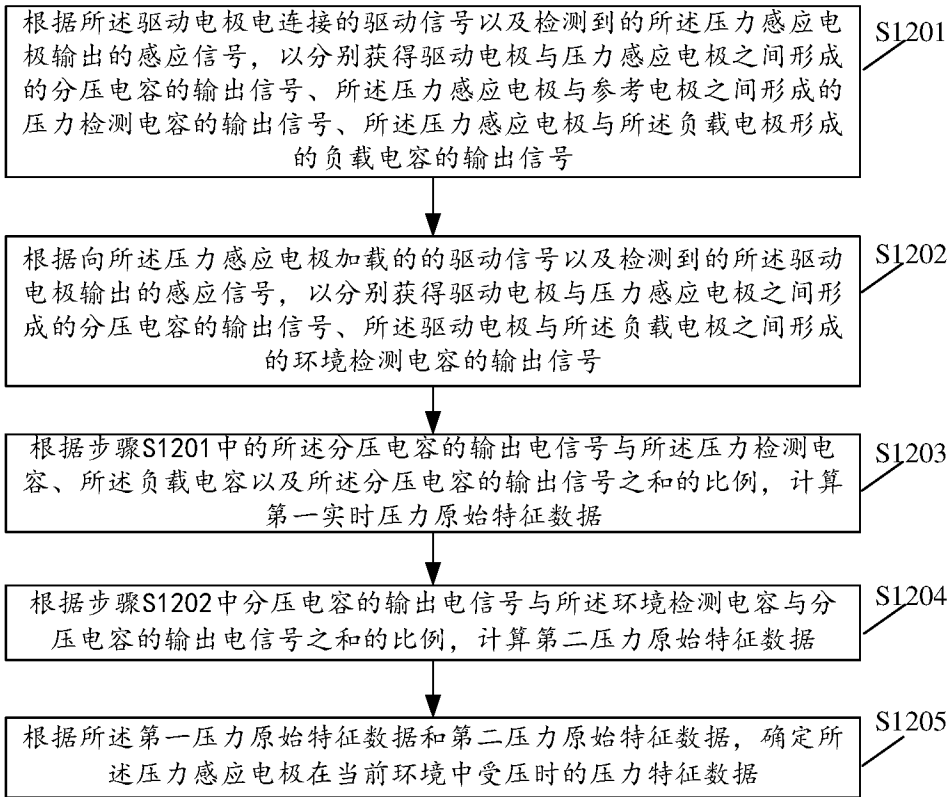 根据所述驱动电极电连接的驱动信号以及检测到的所述压力感应电
极输出的感应信号，以分别获得驱动电极与压力感应电极之间形成
的分压电容的输出信号、所述压力感应电极与参考电极之间形成的
压力检测电容的输出信号、所述压力感应电极与所述负载电极形成
的负载电容的输出信号
S1201
根据向所述压力感应电极加载的的驱动信号以及检测到的所述驱动
电极输出的感应信号，以分别获得驱动电极与压力感应电极之间形
成的分压电容的输出信号、所述驱动电极与所述负载电极之间形成
的环境检测电容的输出信号
S1202
根据步骤S1201中的所述分压电容的输出电信号与所述压力检测电
容、所述负载电容以及所述分压电容的输出信号之和的比例，计算
第一实时压力原始特征数据
S1203
根据步骤S1202中分压电容的输出电信号与所述环境检测电容与分
压电容的输出电信号之和的比例，计算第二压力原始特征数据
S1204
根据所述第一压力原始特征数据和第二压力原始特征数据，确定所
述压力感应电极在当前环境中受压时的压力特征数据
S1205